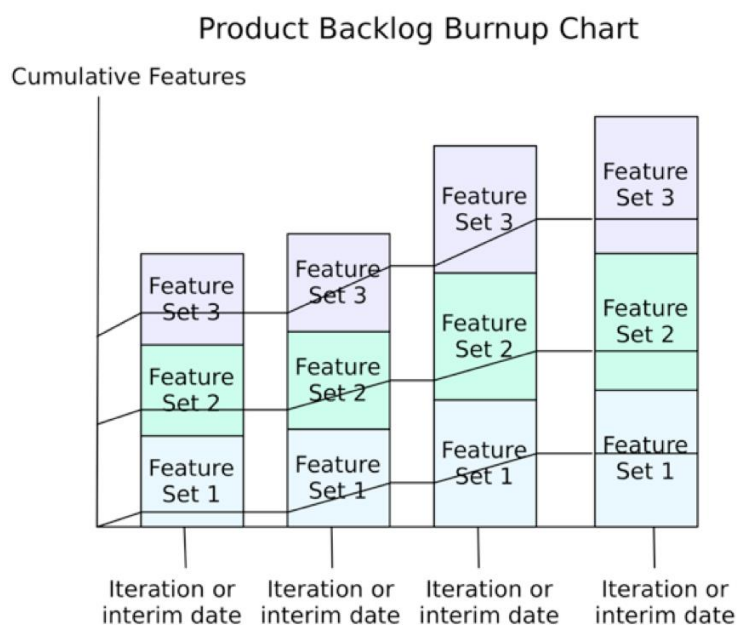 Product Backlog Burnup Chart
Cumulative Features
Feature
Set 3
Feature
Set 2
Feature
Set 1
Feature
Set 3
Feature
Set 2
Feature
Set 1
Feature
Set 3
Feature
Set 2
Feature
Set 1
Feature
Set 3
Feature
Set 2
Feature
Set 1
Iteration or
interim date
Iteration or
interim date
Iteration or
interim date
Iteration or
interim date